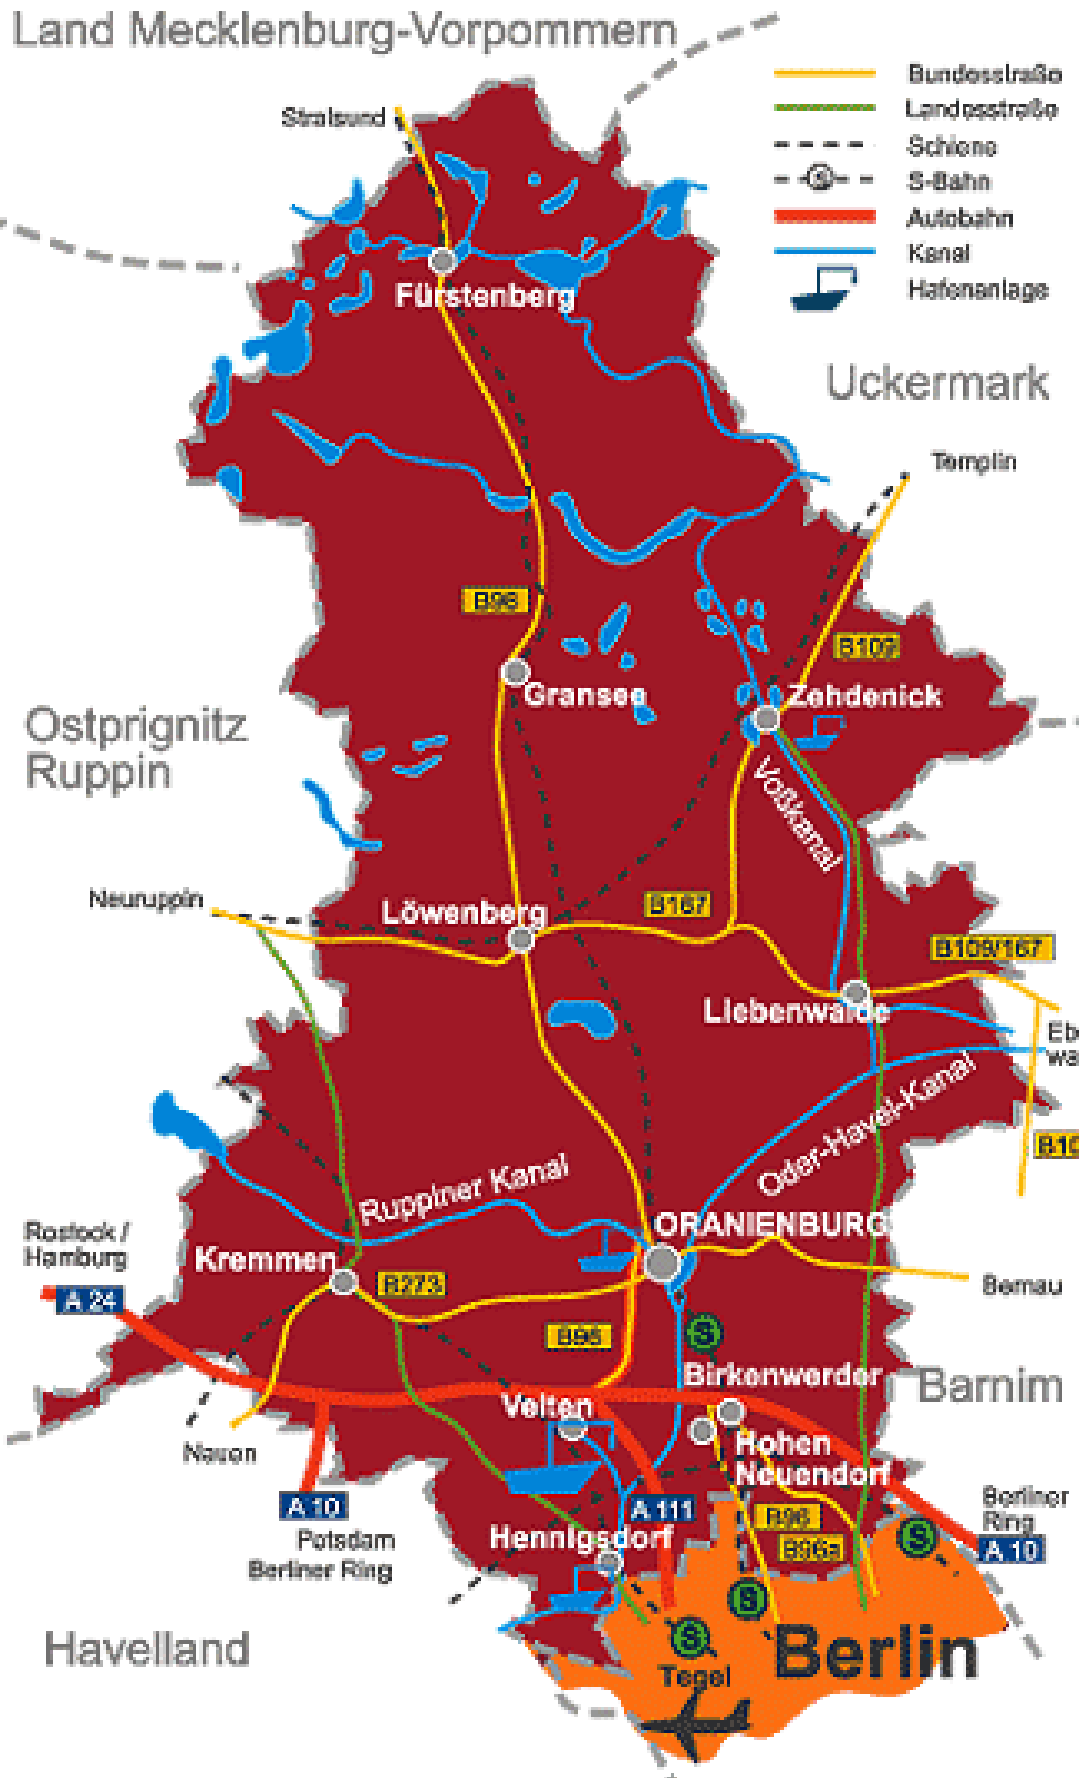 Land Mecklenburg-Vorpommern
Bundesstraße
Landesstraße
Schiene
S
S-Bahn
Autobahn
Kanal
Hafenanlage
Stralsund
Fürstenberg
Uckermark
Templin
B96
B109
Gransee
Zehdenick
Ostprignitz
Ruppin
Voßkanal
Neuruppin
Löwenberg
B167
B109/167
Liebenwalde
Eb
wa
Oder-Havel-Kanal
B10
Ruppiner Kanal
ORANIENBURG
Rostock /
Hamburg
A 24
Kremmen
B273
Bernau
B96
S
Birkenwerder
Barnim
Velten
Nauen
Hohen
Neuendorf
A 10
Potsdam
Berliner Ring
A 111
B96
B96a
Berliner
Ring
A 10
S
Hennigsdorf
S
S
Havelland
Berlin
Tegel